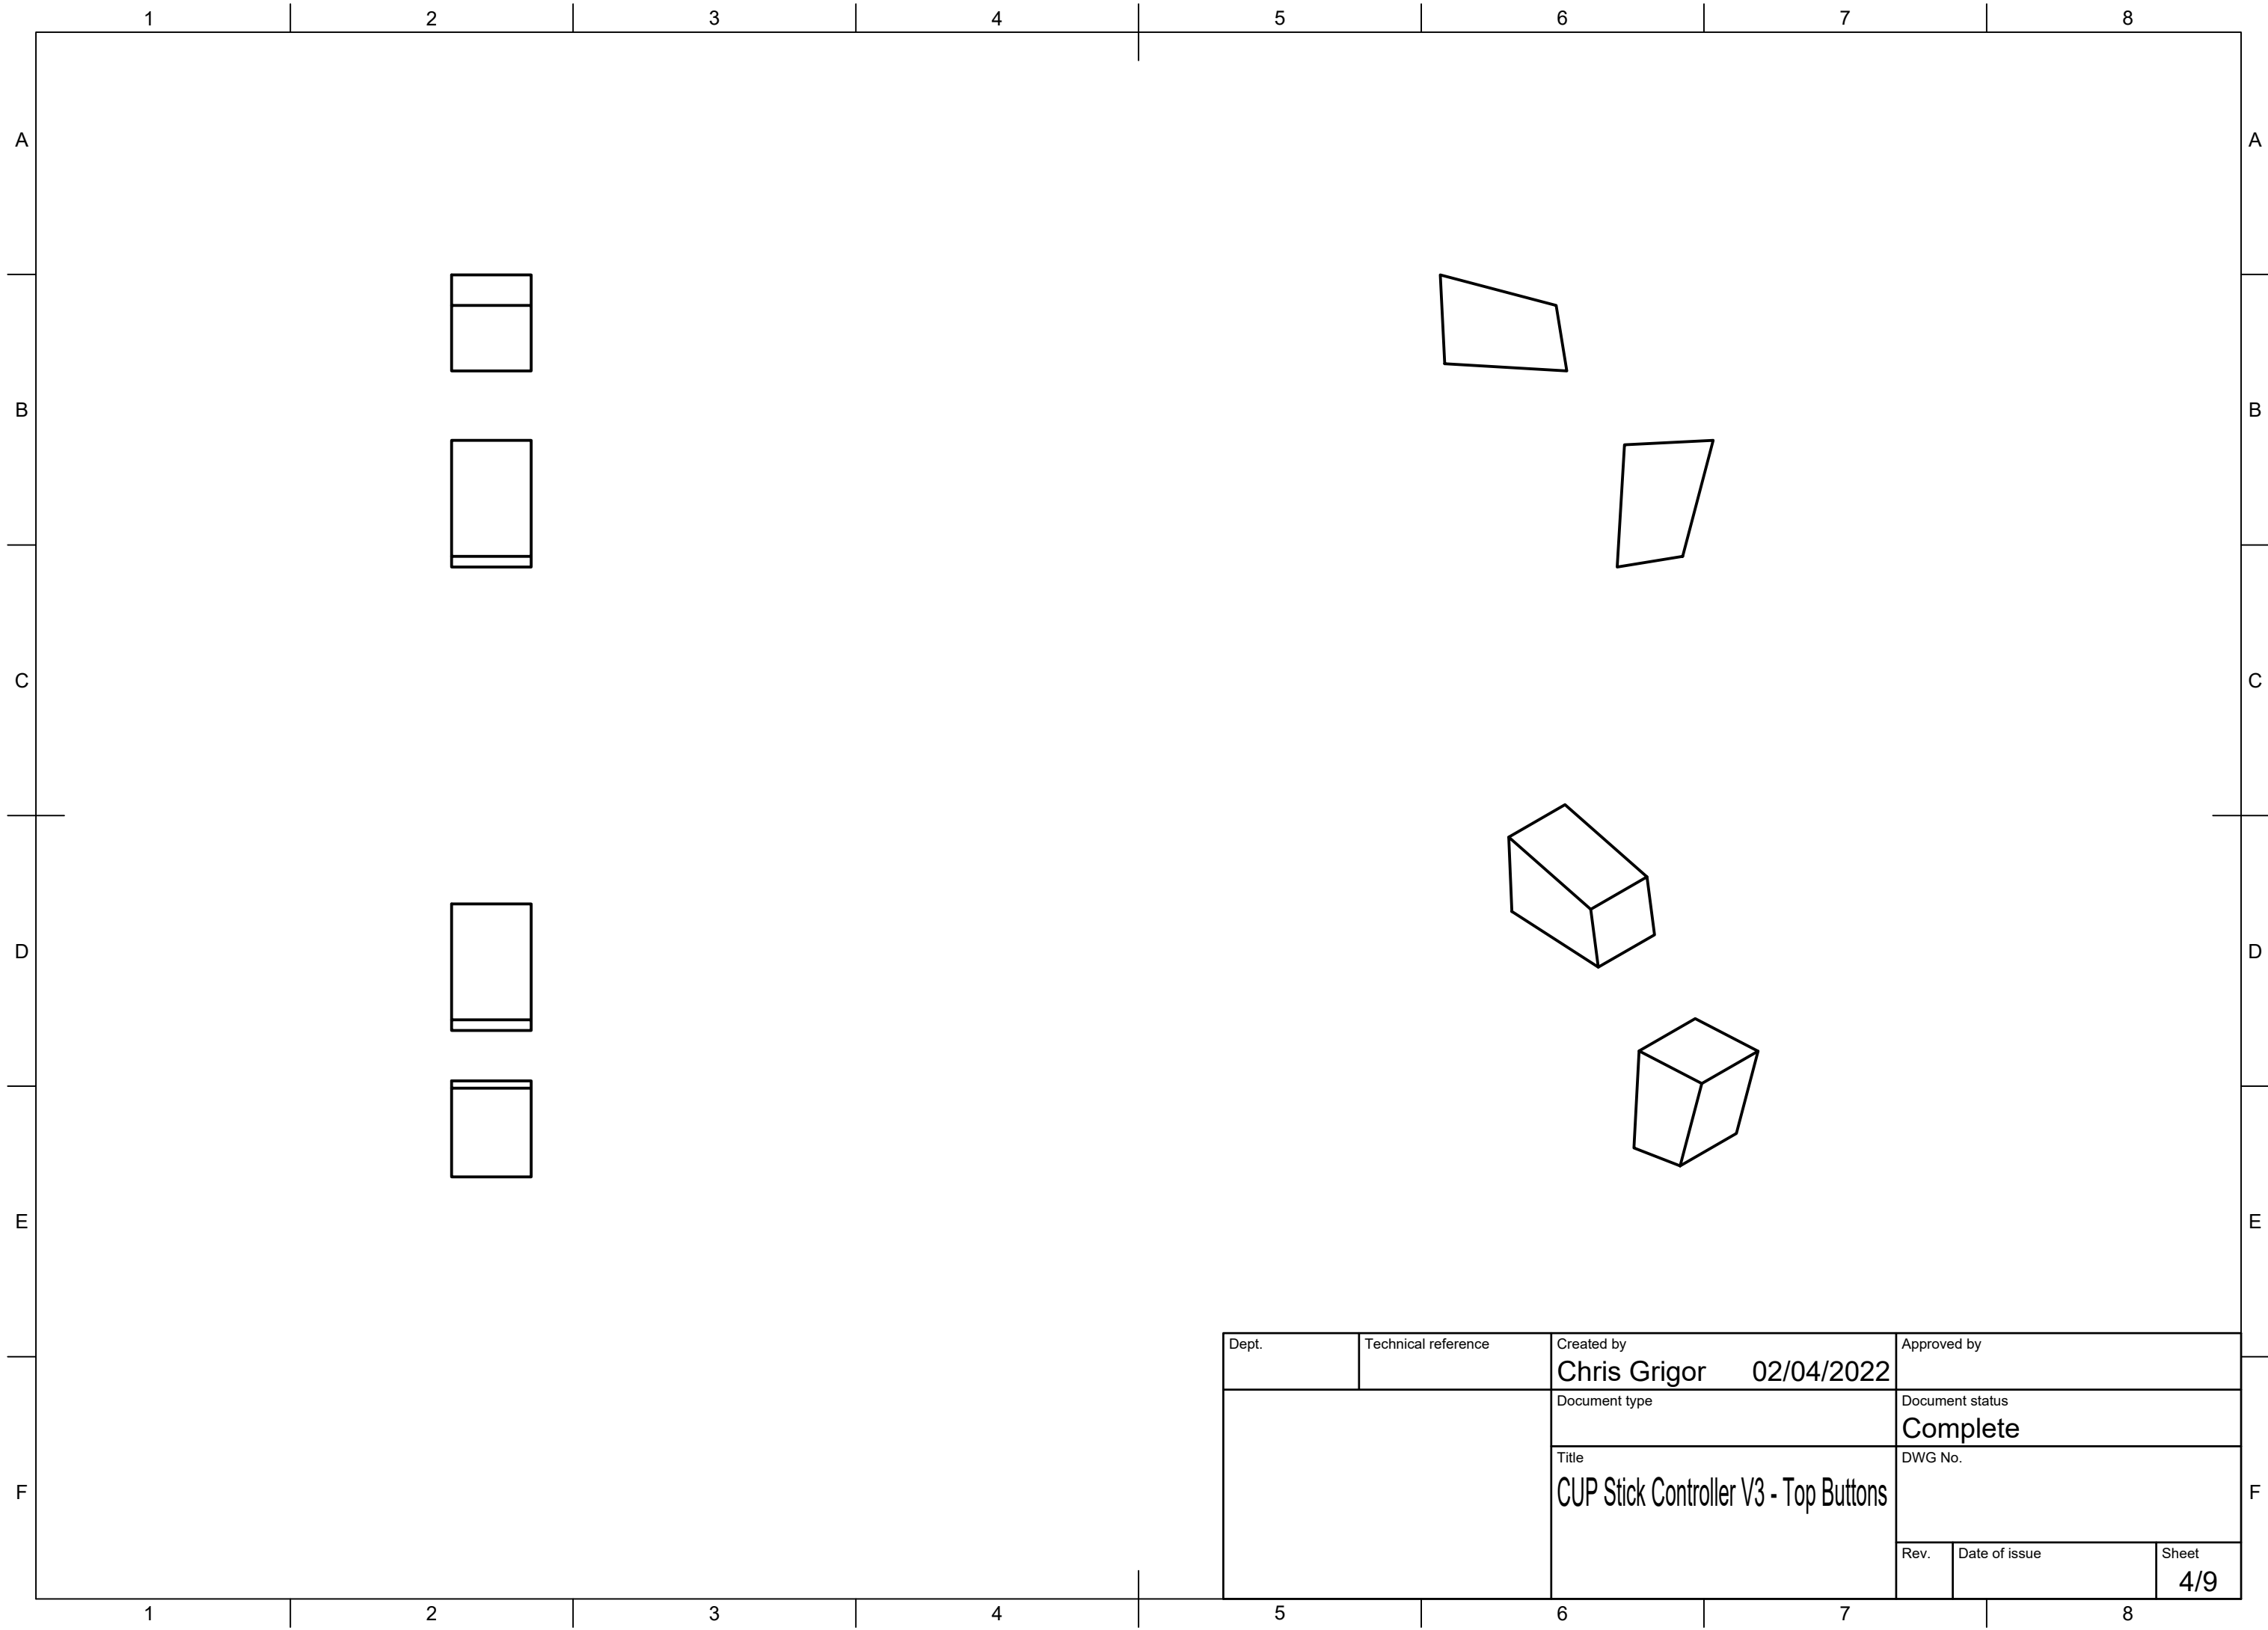 1 2 3 4 5 6 7 8
A A
B B
C C
D D
E E
Dept. Technical reference Created by Approved by
Chris Grigor 02/04/2022
Document type Document status
Complete
Title DWG No.
CUP Stick Controller V3 - Top Buttons
F F
Rev. Date of issue Sheet
4/9
1 2 3 4 5 6 7 8